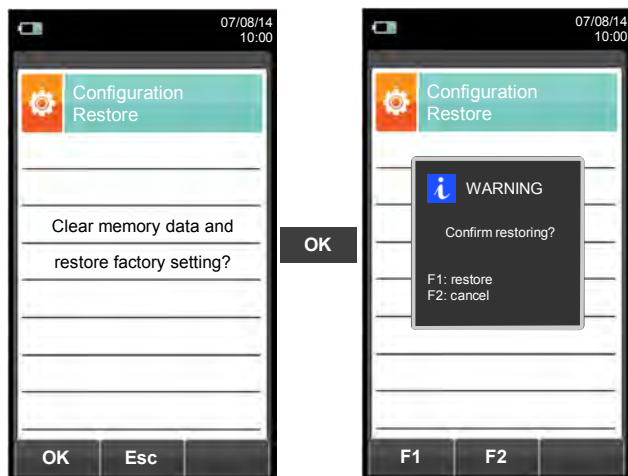 07/08/14
10:00
Configuration
Restore
Clear memory data and
restore factory setting?
OK Esc
OK
07/08/14
10:00
Configuration
Restore
i WARNING
Confirm restoring?
F1: restore
F2: cancel
F1 F2